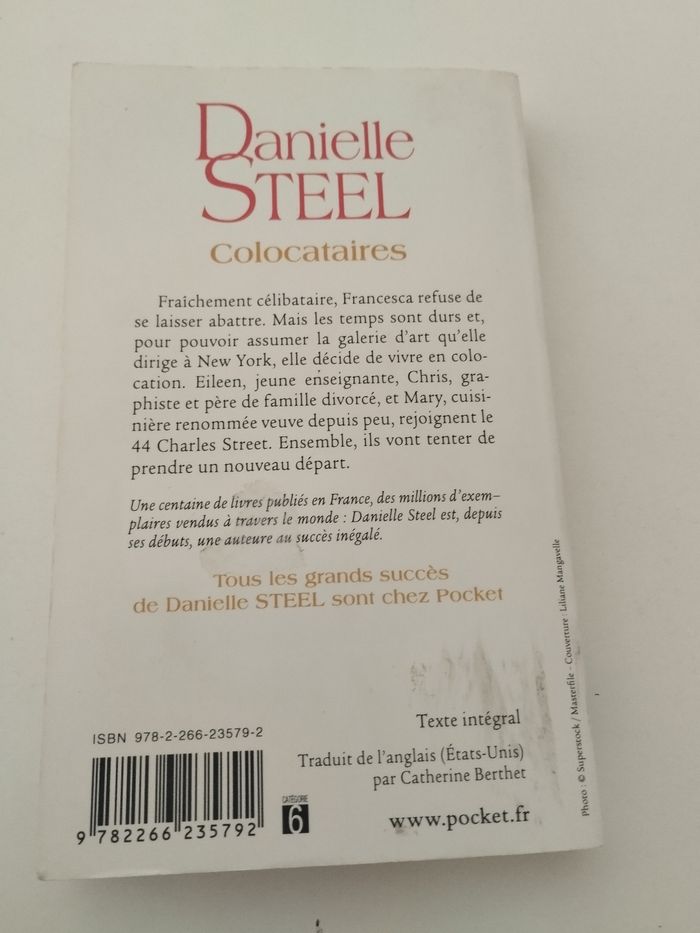 Danielle
STEEL
Colocataires
Fraîchement célibataire, Francesca refuse de
se laisser abattre. Mais les temps sont durs et,
pour pouvoir assumer la galerie d'art qu'elle
dirige à New York, elle décide de vivre en colo-
cation. Eileen, jeune enseignante, Chris, gra-
phiste et père de famille divorcé, et Mary, cuisi-
nière renommée veuve depuis peu, rejoignent le
44 Charles Street. Ensemble, ils vont tenter de
prendre un nouveau départ.
Une centaine de livres publiés en France, des millions d'exem-
plaires vendus à travers le monde : Danielle Steel est, depuis
ses débuts, une auteure au succès inégalé.
Tous les grands succès
de Danielle STEEL sont chez Pocket
Photo : © Superstock / Masterfile - Couverture : Liliane Mangavelle
Texte intégral
Traduit de l'anglais (États-Unis)
par Catherine Berthet
www.pocket.fr
ISBN 978-2-266-23579-2
9 782266 235792
CATÉGORIE
6